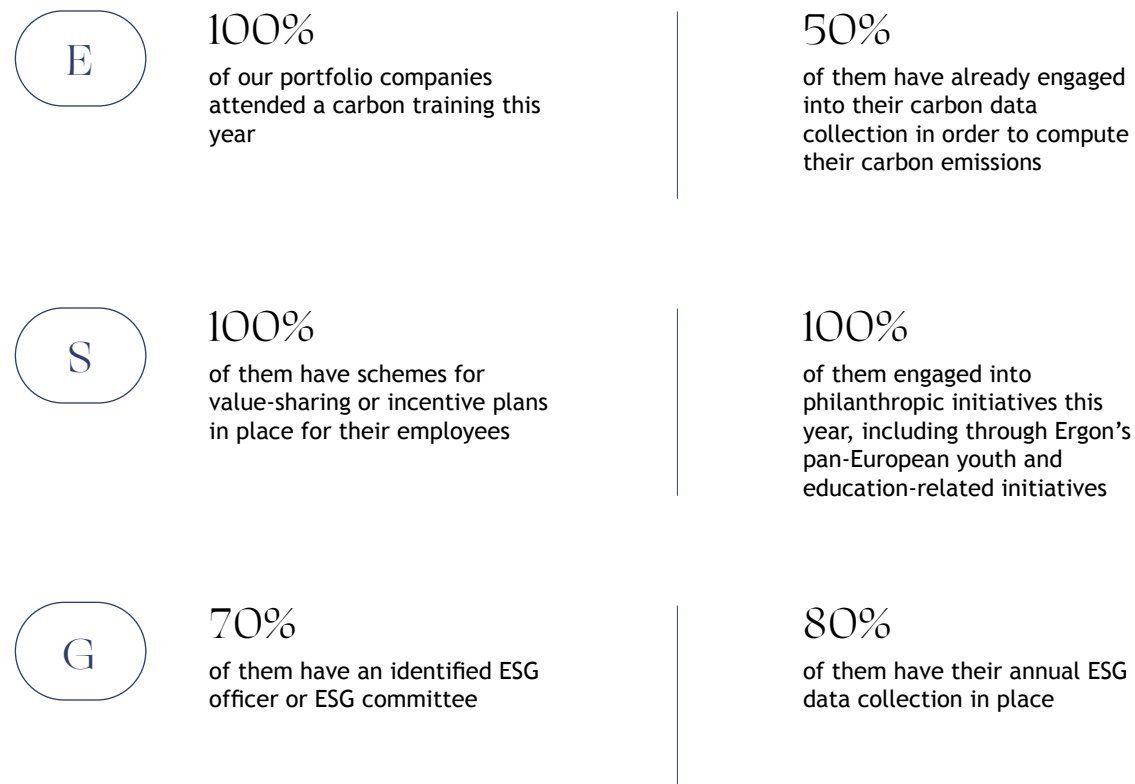 E
100%
of our portfolio companies
attended a carbon training this
year
50%
of them have already engaged
into their carbon data
collection in order to compute
their carbon emissions
S
100%
of them have schemes for
value-sharing or incentive plans
in place for their employees
100%
of them engaged into
philanthropic initiatives this
year, including through Ergon’s
pan-European youth and
education-related initiatives
G
70%
of them have an identified ESG
officer or ESG committee
80%
of them have their annual ESG
data collection in place